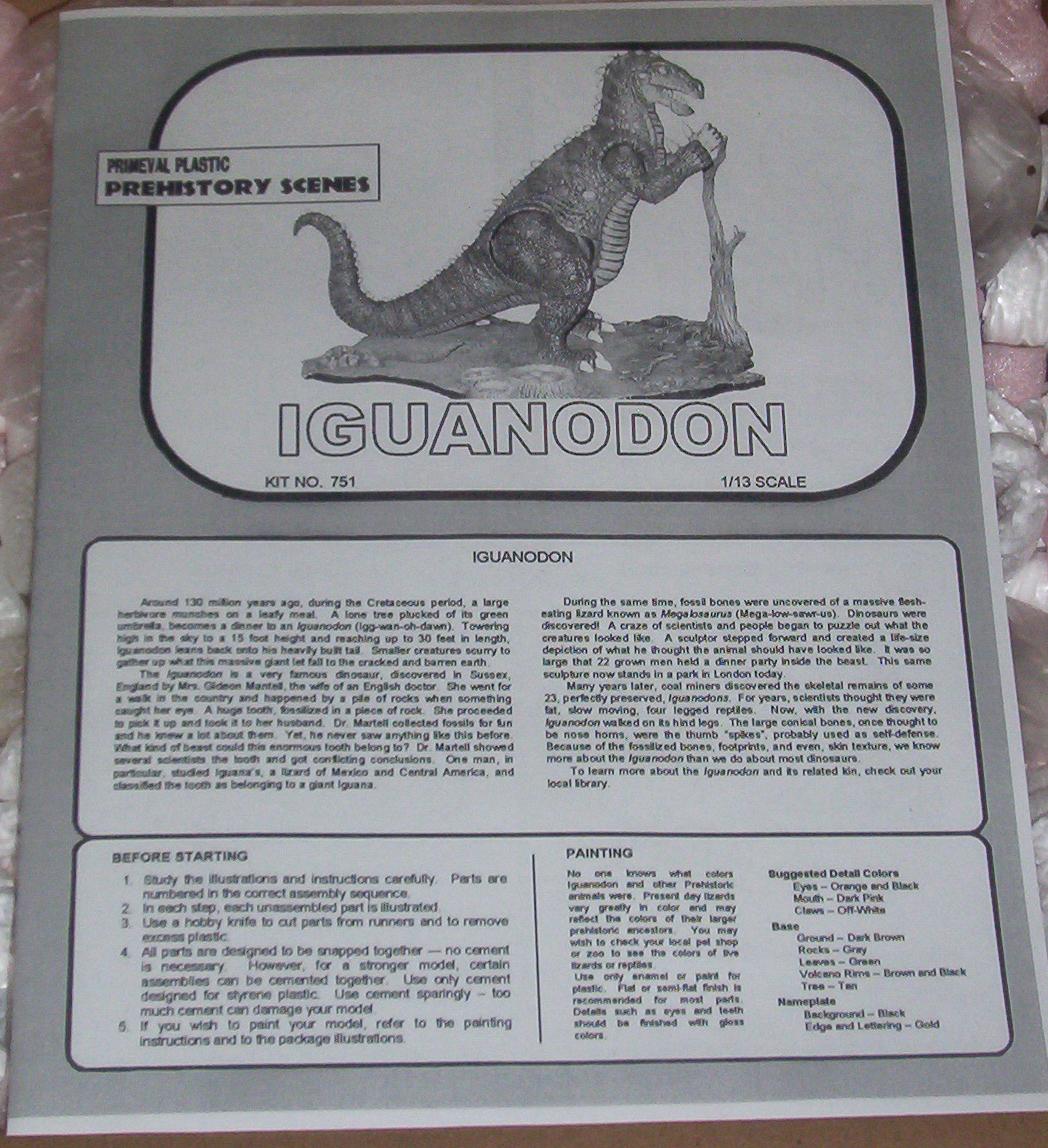 PRIMEVAL PLASTIC
PREHISTORY SCENES
IGUANODON
KIT NO. 751
1/13 SCALE
IGUANODON
Around 130 million years ago, during the Cretaceous period, a large
herbivore munches on a leafy meal. A lone tree plucked of its green
umbrella, becomes a dinner to an Iguanodon (Igg-wan-oh-dawn). Towering
high in the sky to a 15 foot height and reaching up to 30 feet in length,
Iguanodon leans back onto his heavily built tail. Smaller creatures scurry to
gather up what this massive giant let fall to the cracked and barren earth.
The Iguanodon is a very famous dinosaur, discovered in Sussex,
England by Mrs. Gideon Mantell, the wife of an English doctor. She went for
a walk in the country and happened by a pile of rocks when something
caught her eye. A huge tooth, fossilized in a piece of rock. She proceeded
to pick it up and took it to her husband. Dr. Martell collected fossils for fun
and he knew a lot about them. Yet, he never saw anything like this before.
What kind of beast could this enormous tooth belong to? Dr. Martell showed
several scientists the tooth and got conflicting conclusions. One man, in
particular, studied Iguana's, a lizard of Mexico and Central America, and
classified the tooth as belonging to a giant Iguana.
During the same time, fossil bones were uncovered of a massive flesh-
eating lizard known as Megalosaurus (Mega-low-sawr-us). Dinosaurs were
discovered! A craze of scientists and people began to puzzle out what the
creatures looked like. A sculptor stepped forward and created a life-size
depiction of what he thought the animal should have looked like. It was so
large that 22 grown men held a dinner party inside the beast. This same
sculpture now stands in a park in London today.
Many years later, coal miners discovered the skeletal remains of some
23, perfectly preserved, Iguanodons. For years, scientists thought they were
fat, slow moving, four legged reptiles. Now, with the new discovery,
Iguanodon walked on its hind legs. The large conical bones, once thought to
be nose horns, were the thumb "spikes", probably used as self-defense.
Because of the fossilized bones, footprints, and even, skin texture, we know
more about the Iguanodon than we do about most dinosaurs.
To learn more about the Iguanodon and its related kin, check out your
local library.
BEFORE STARTING
1. Study the illustrations and instructions carefully. Parts are
numbered in the correct assembly sequence.
2. In each step, each unassembled part is illustrated.
3. Use a hobby knife to cut parts from runners and to remove
excess plastic.
4. All parts are designed to be snapped together — no cement
is necessary. However, for a stronger model, certain
assemblies can be cemented together. Use only cement
designed for styrene plastic. Use cement sparingly – too
much cement can damage your model.
5. If you wish to paint your model, refer to the painting
instructions and to the package illustrations.
PAINTING
No one knows what colors
Iguanodon and other Prehistoric
animals were. Present day lizards
vary greatly in color and may
reflect the colors of their larger
prehistoric ancestors. You may
wish to check your local pet shop
or zoo to see the colors of live
lizards or reptiles.
Use only enamel or paint for
plastic. Flat or semi-flat finish is
recommended for most parts.
Details such as eyes and teeth
should be finished with gloss
colors.
Suggested Detail Colors
Eyes – Orange and Black
Mouth – Dark Pink
Claws – Off-White
Base
Ground – Dark Brown
Rocks – Gray
Leaves – Green
Volcano Rims – Brown and Black
Tree – Tan
Nameplate
Background – Black
Edge and Lettering – Gold